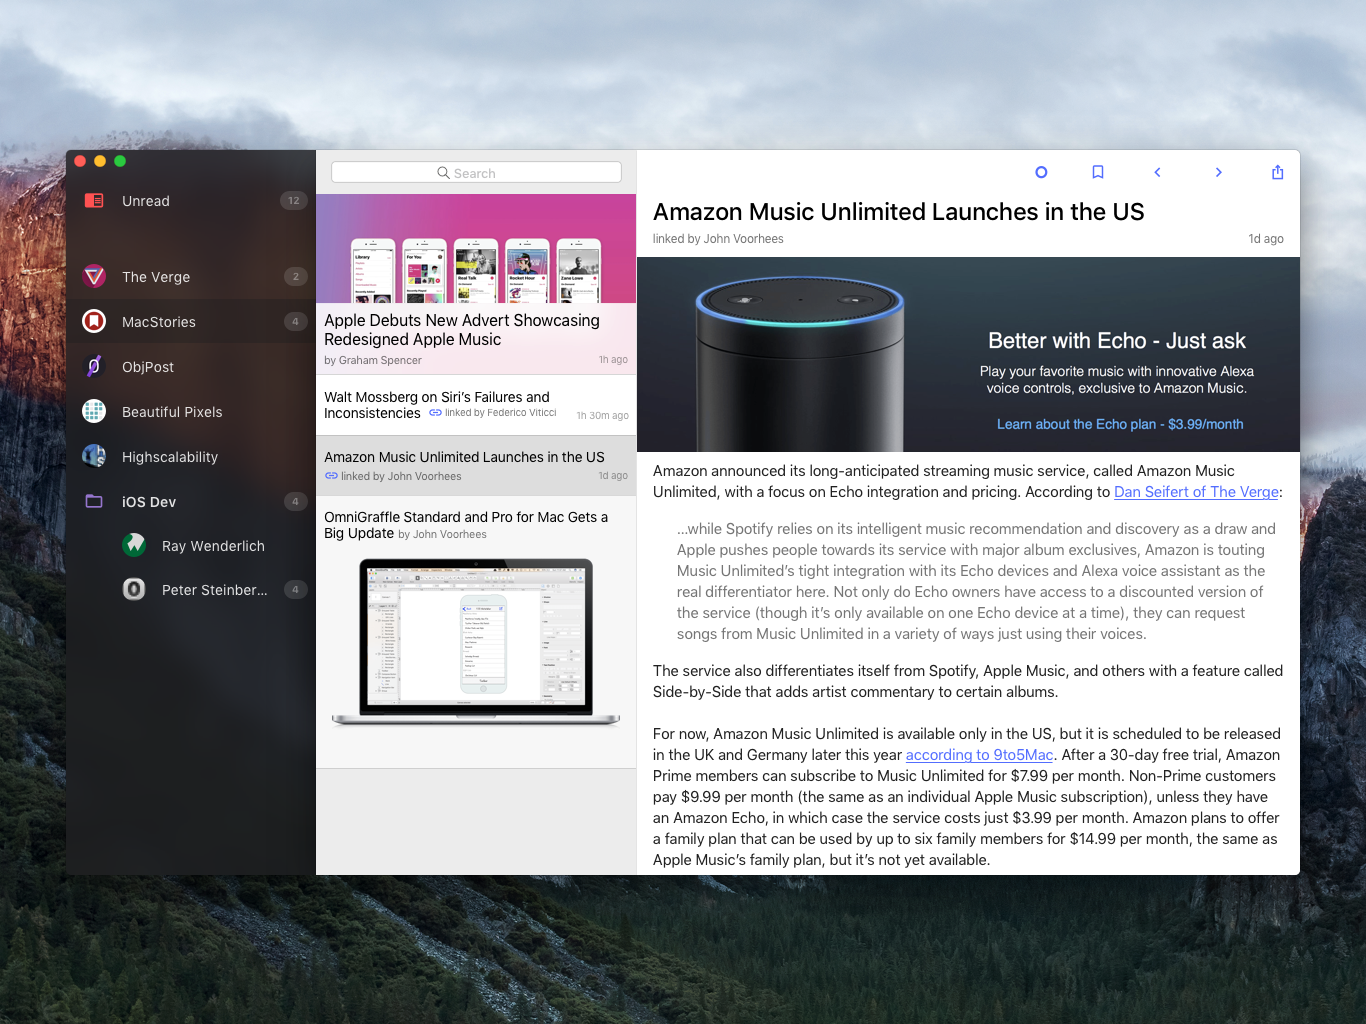 Unread 12
The Verge 2
MacStories 4
ObjPost
Beautiful Pixels
Highscalability
iOS Dev 4
Ray Wenderlich
Peter Steinber... 4
Search
Library
For You
Real Talk
Rocket Hour
Zane Lowe
Apple Debuts New Advert Showcasing
Redesigned Apple Music
by Graham Spencer 1h ago
Walt Mossberg on Siri’s Failures and
Inconsistencies linked by Federico Viticci 1h 30m ago
Amazon Music Unlimited Launches in the US
linked by John Voorhees 1d ago
OmniGraffle Standard and Pro for Mac Gets a
Big Update by John Voorhees
Amazon Music Unlimited Launches in the US
linked by John Voorhees 1d ago
Better with Echo - Just ask
Play your favorite music with innovative Alexa
voice controls, exclusive to Amazon Music.
Learn about the Echo plan - $3.99/month
Amazon announced its long-anticipated streaming music service, called Amazon Music
Unlimited, with a focus on Echo integration and pricing. According to Dan Seifert of The Verge:
...while Spotify relies on its intelligent music recommendation and discovery as a draw and
Apple pushes people towards its service with major album exclusives, Amazon is touting
Music Unlimited’s tight integration with its Echo devices and Alexa voice assistant as the
real differentiator here. Not only do Echo owners have access to a discounted version of
the service (though it’s only available on one Echo device at a time), they can request
songs from Music Unlimited in a variety of ways just using their voices.
The service also differentiates itself from Spotify, Apple Music, and others with a feature called
Side-by-Side that adds artist commentary to certain albums.
For now, Amazon Music Unlimited is available only in the US, but it is scheduled to be released
in the UK and Germany later this year according to 9to5Mac. After a 30-day free trial, Amazon
Prime members can subscribe to Music Unlimited for $7.99 per month. Non-Prime customers
pay $9.99 per month (the same as an individual Apple Music subscription), unless they have
an Amazon Echo, in which case the service costs just $3.99 per month. Amazon plans to offer
a family plan that can be used by up to six family members for $14.99 per month, the same as
Apple Music’s family plan, but it’s not yet available.